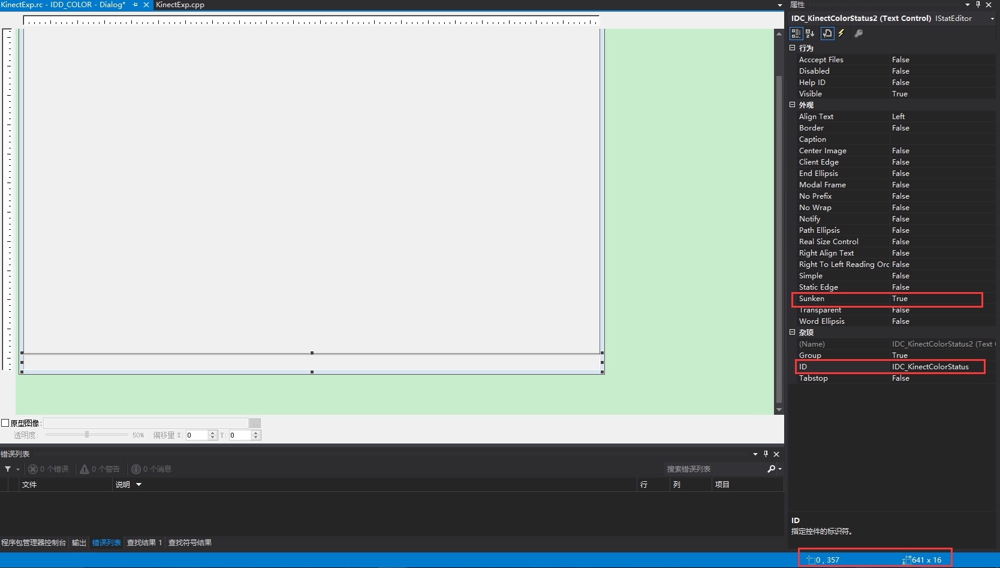 KinectExp.rc - IDD_COLOR - Dialog*
KinectExp.cpp
属性
IDC_KinectColorStatus2 (Text Control) IStatEditor
行为
Acccept Files False
Disabled False
Help ID False
Visible True
外观
Align Text Left
Border False
Caption
Center Image False
Client Edge False
End Ellipsis False
Modal Frame False
No Prefix False
No Wrap False
Notify False
Path Ellipsis False
Real Size Control False
Right Align Text False
Right To Left Reading Orc False
Simple False
Static Edge False
Sunken True
Transparent False
Word Ellipsis False
杂项
(Name) IDC_KinectColorStatus2 (Text C
Group True
ID IDC_KinectColorStatus
Tabstop False
原型图像:
透明度: 50% 偏移量 X: 0 Y: 0
错误列表
0 个错误 0 个警告 0 个消息 搜索错误列表
文件 说明 行 列 项目
ID
指定控件的标识符。
程序包管理器控制台 输出 错误列表 查找结果 1 查找符号结果
0 , 357 641 x 16